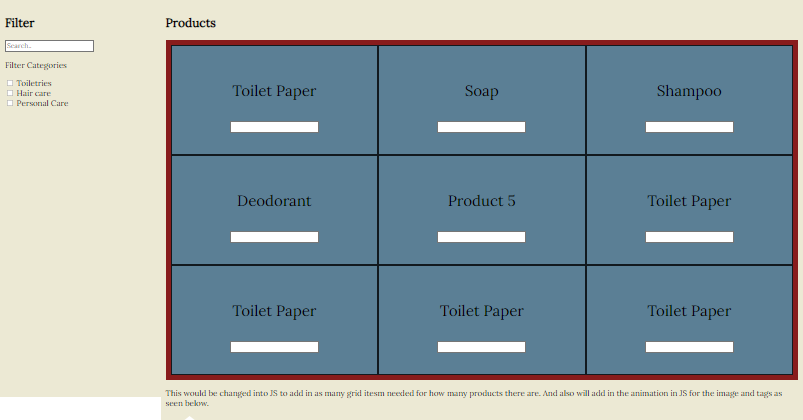 Filter
Search..
Filter Categories
Toiletries
Hair care
Personal Care
Products
Toilet Paper
Soap
Shampoo
Deodorant
Product 5
Toilet Paper
Toilet Paper
Toilet Paper
Toilet Paper
This would be changed into JS to add in as many grid itesm needed for how many products there are. And also will add in the animation in JS for the image and tags as
seen below.